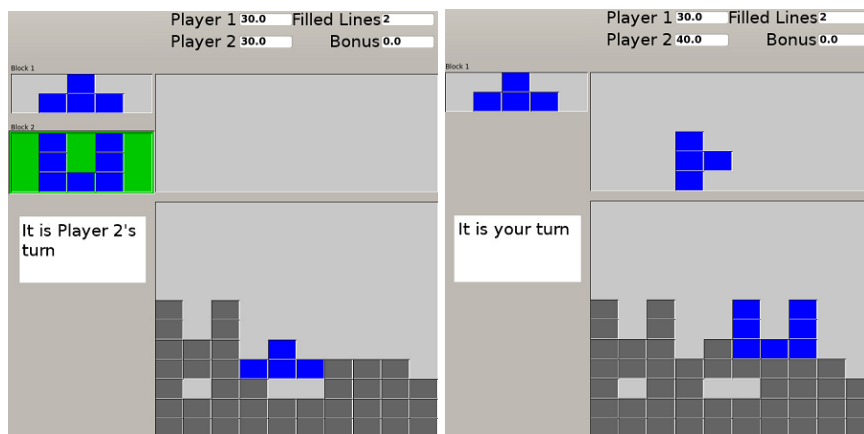 Player 1 30.0 Filled Lines 2
Player 2 30.0 Bonus 0.0
Block 1
Block 2
It is Player 2's
turn
Player 1 30.0 Filled Lines 2
Player 2 40.0 Bonus 0.0
Block 1
It is your turn